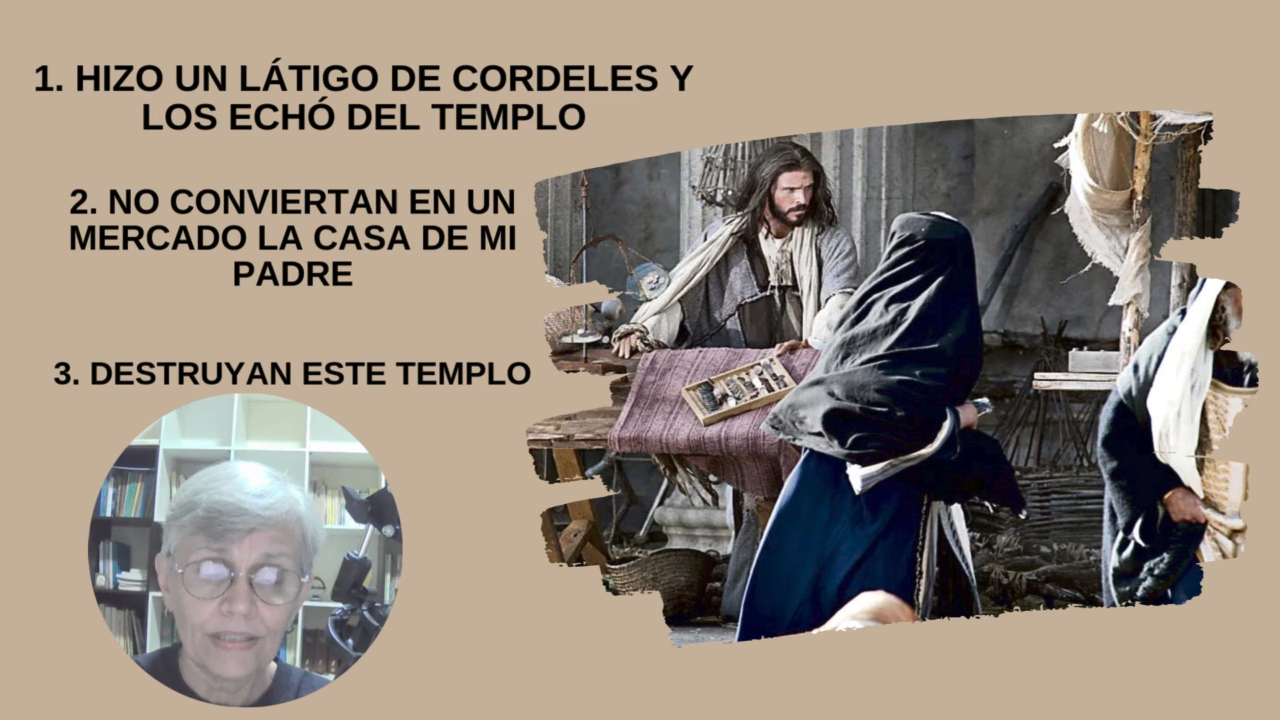 1. HIZO UN LÁTIGO DE CORDELES Y
LOS ECHÓ DEL TEMPLO
2. NO CONVIERTAN EN UN
MERCADO LA CASA DE MI
PADRE
3. DESTRUYAN ESTE TEMPLO